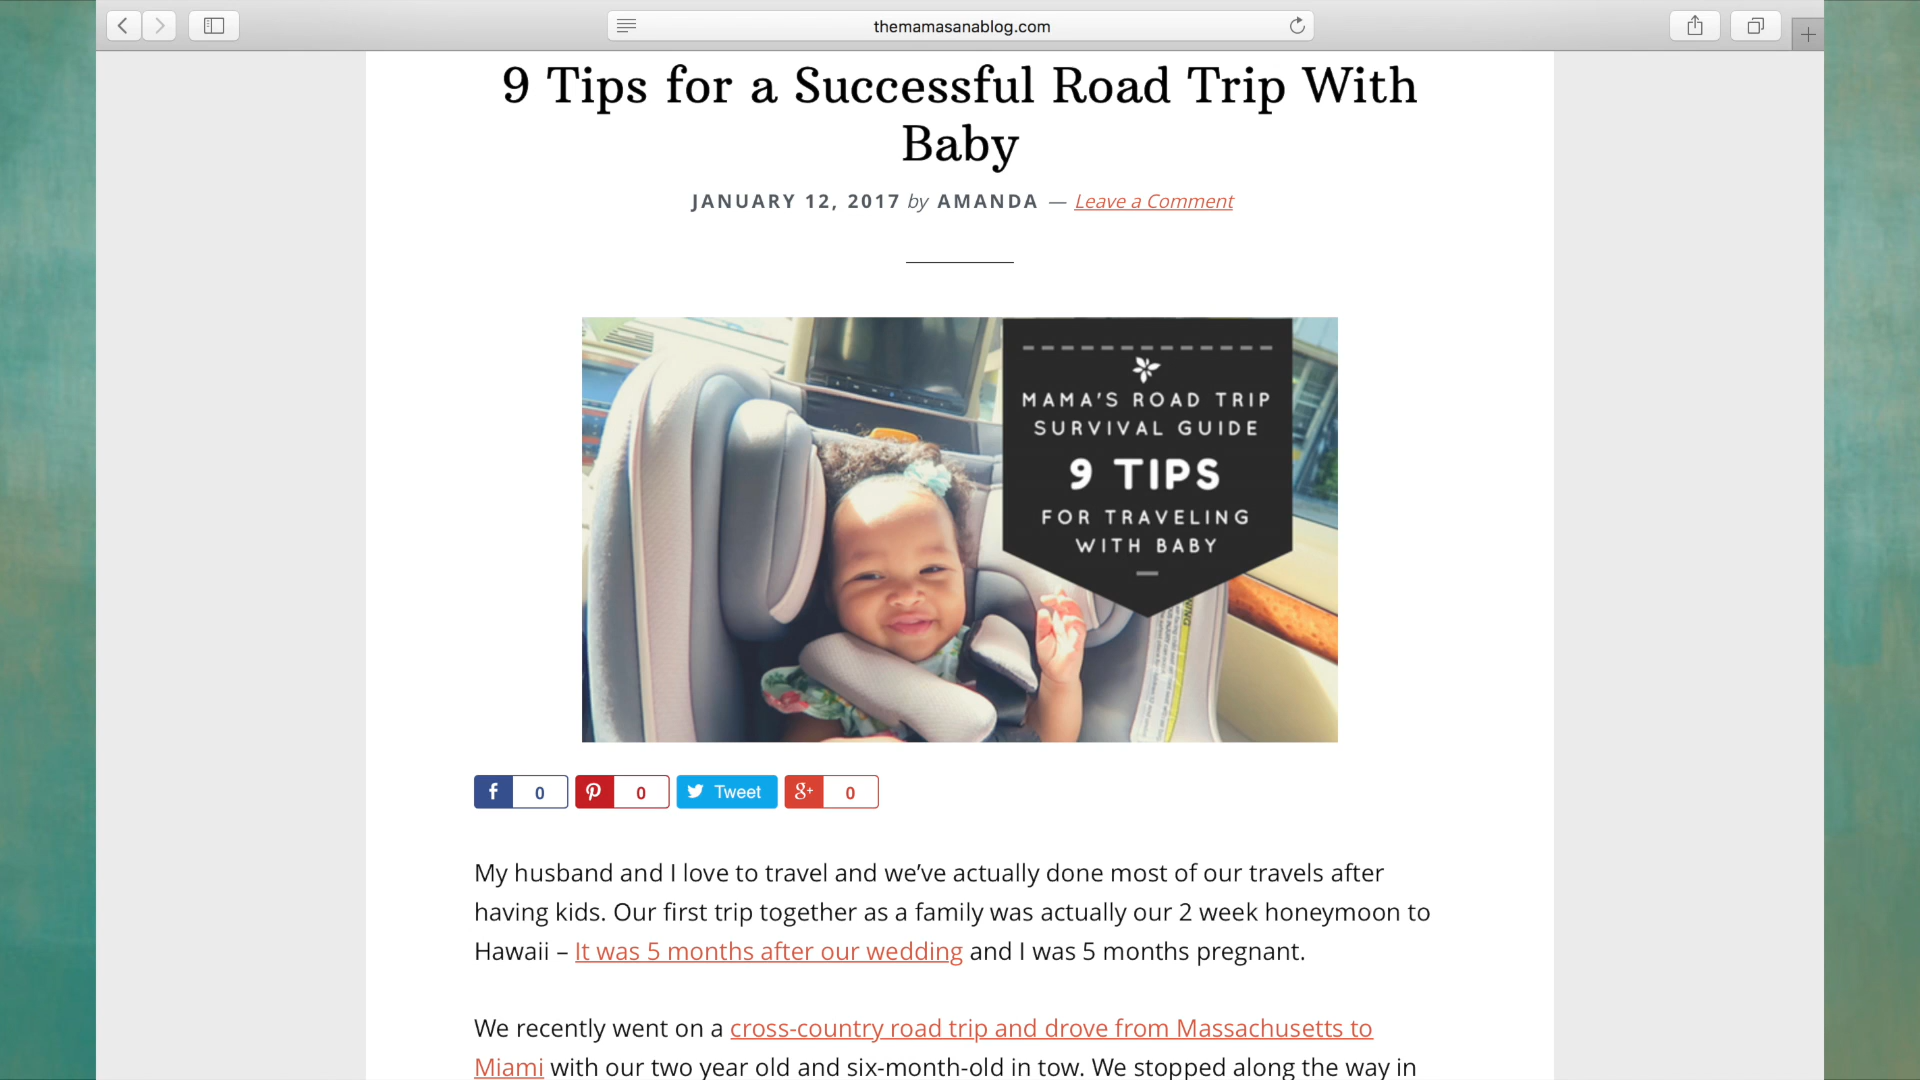 themamasanablog.com
9 Tips for a Successful Road Trip With
Baby
JANUARY 12, 2017 by AMANDA — Leave a Comment
MAMA'S ROAD TRIP
SURVIVAL GUIDE
9 TIPS
FOR TRAVELING
WITH BABY
f 0 0 Tweet 8+ 0
My husband and I love to travel and we’ve actually done most of our travels after
having kids. Our first trip together as a family was actually our 2 week honeymoon to
Hawaii – It was 5 months after our wedding and I was 5 months pregnant.
We recently went on a cross-country road trip and drove from Massachusetts to
Miami with our two year old and six-month-old in tow. We stopped along the way in